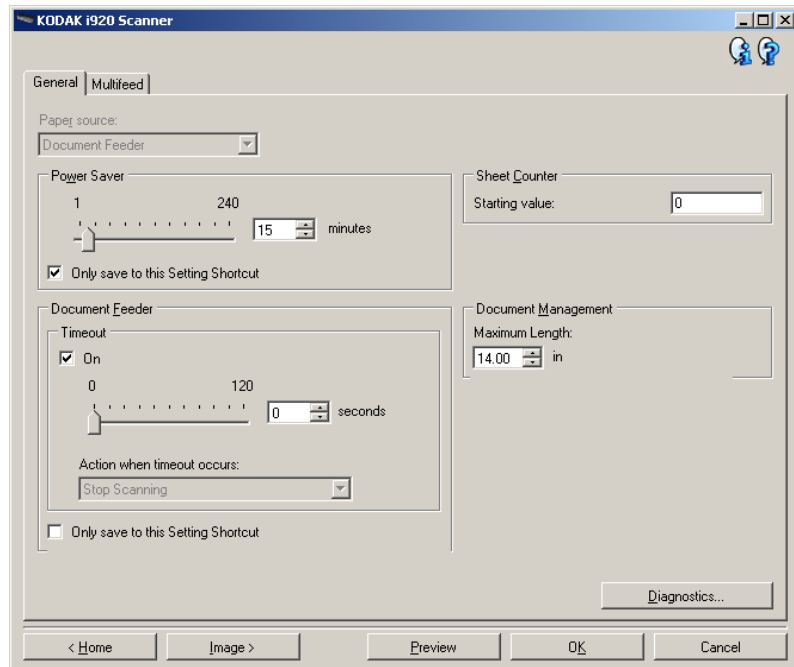 KODAK i920 Scanner
General
Multifeed
Paper source:
Document Feeder
Power Saver
1 240
15 minutes
Only save to this Setting Shortcut
Sheet Counter
Starting value: 0
Document Feeder
Timeout
On
0 120
0 seconds
Action when timeout occurs:
Stop Scanning
Only save to this Setting Shortcut
Document Management
Maximum Length:
14.00 in
Diagnostics...
< Home
Image >
Preview
OK
Cancel